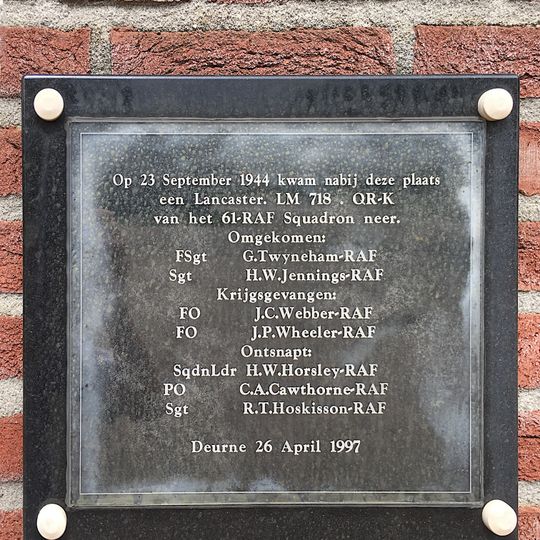 Op 23 September 1944 kwam nabij deze plaats
een Lancaster. LM 718 . QR-K
van het 61-RAF Squadron neer.
Omgekomen:
FSgt G.Twyneham-RAF
Sgt H.W.Jennings-RAF
Krijgsgevangen:
FO J.C.Webber-RAF
FO J.P.Wheeler-RAF
Ontsnapt:
SqdnLdr H.W.Horsley-RAF
PO C.A.Cawthorne-RAF
Sgt R.T.Hoskisson-RAF
Deurne 26 April 1997